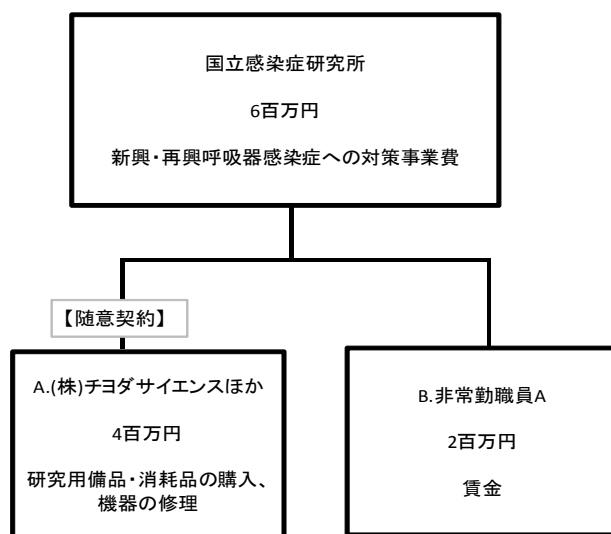 国立感染症研究所
6百万円
新興・再興呼吸器感染症への対策事業費
【随意契約】
A.(株)チヨダサイエンスほか
4百万円
研究用備品・消耗品の購入、
機器の修理
B.非常勤職員A
2百万円
賃金